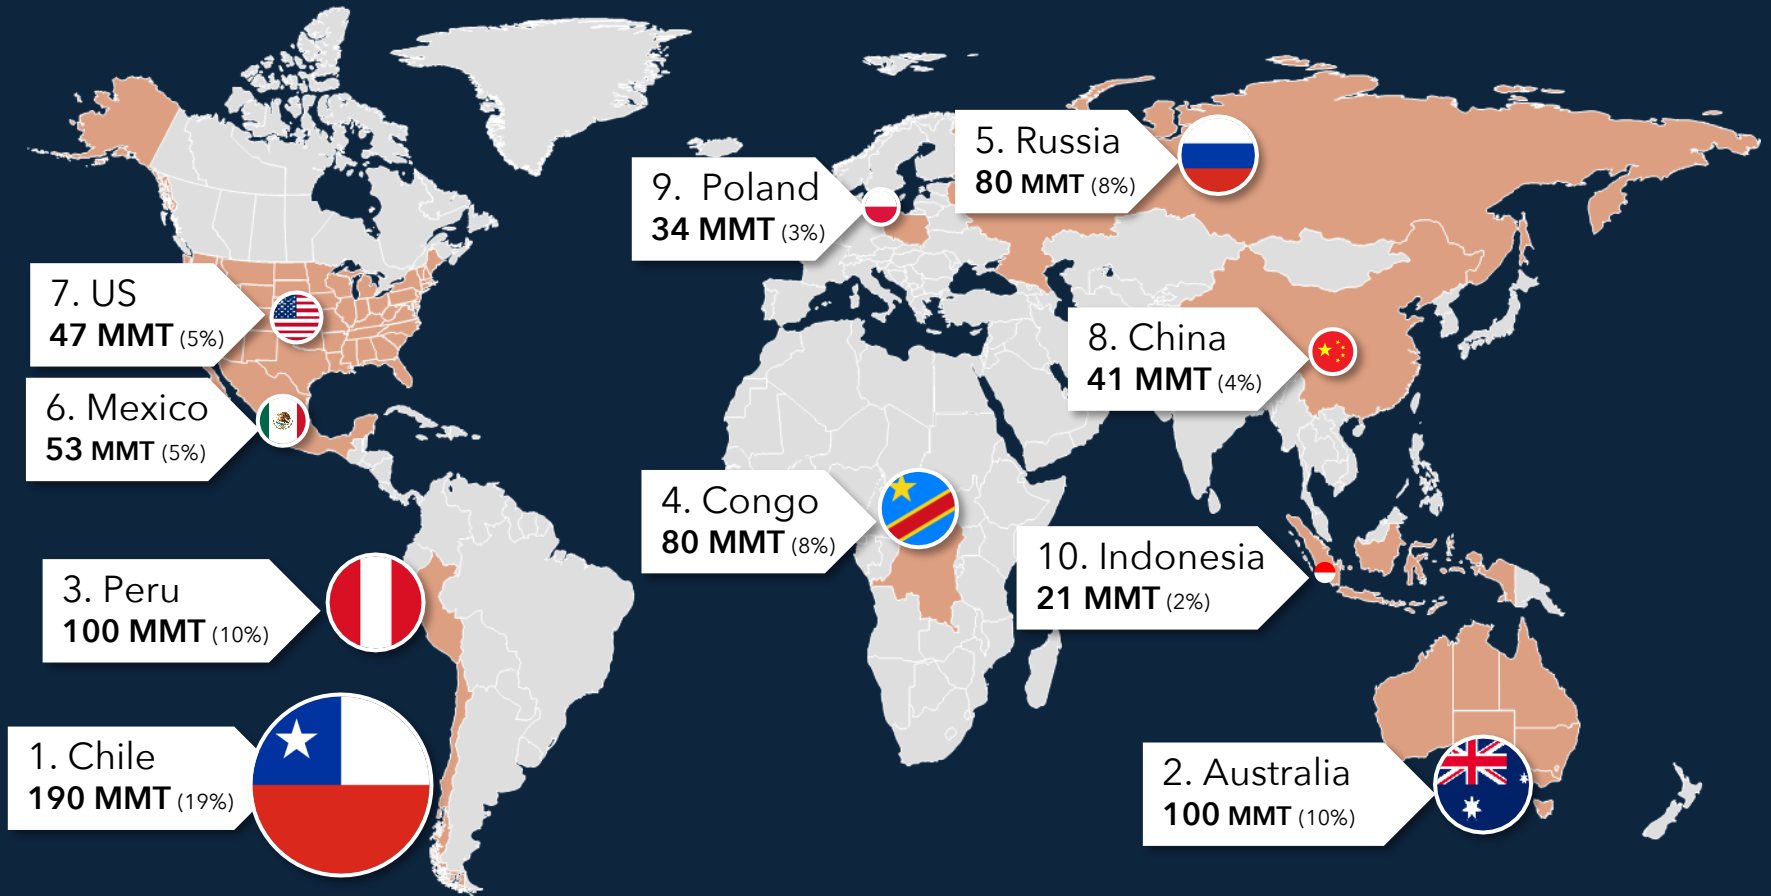 5. Russia
80 MMT (8%)
9. Poland
34 MMT (3%)
7. US
47 MMT (5%)
8. China
41 MMT (4%)
6. Mexico
53 MMT (5%)
4. Congo
80 MMT (8%)
10. Indonesia
21 MMT (2%)
3. Peru
100 MMT (10%)
1. Chile
190 MMT (19%)
2. Australia
100 MMT (10%)